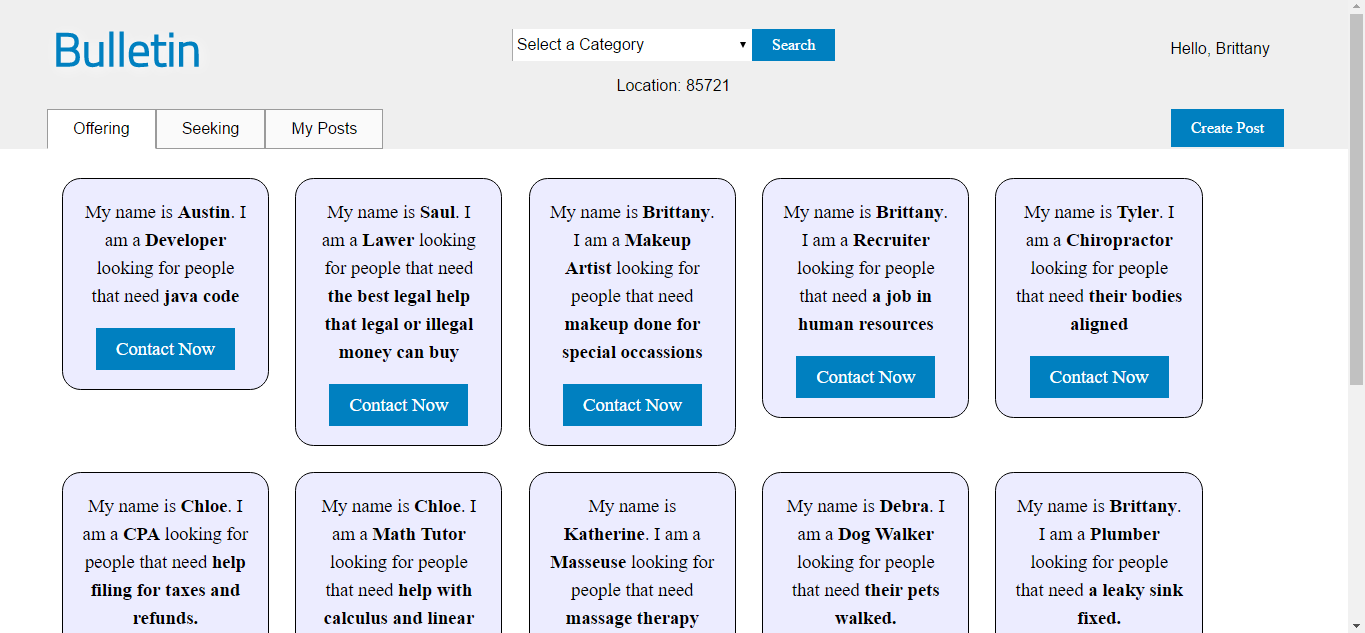 Bulletin
Select a Category
Search
Hello, Brittany
Location: 85721
Offering
Seeking
My Posts
Create Post
My name is Austin. I
am a Developer
looking for people
that need java code
Contact Now
My name is Saul. I
am a Lawer looking
for people that need
the best legal help
that legal or illegal
money can buy
Contact Now
My name is Brittany.
I am a Makeup
Artist looking for
people that need
makeup done for
special occassions
Contact Now
My name is Brittany.
I am a Recruiter
looking for people
that need a job in
human resources
Contact Now
My name is Tyler. I
am a Chiropractor
looking for people
that need their bodies
aligned
Contact Now
My name is Chloe. I
am a CPA looking for
people that need help
filing for taxes and
refunds.
My name is Chloe. I
am a Math Tutor
looking for people
that need help with
calculus and linear
My name is
Katherine. I am a
Masseuse looking for
people that need
massage therapy
My name is Debra. I
am a Dog Walker
looking for people
that need their pets
walked.
My name is Brittany.
I am a Plumber
looking for people
that need a leaky sink
fixed.